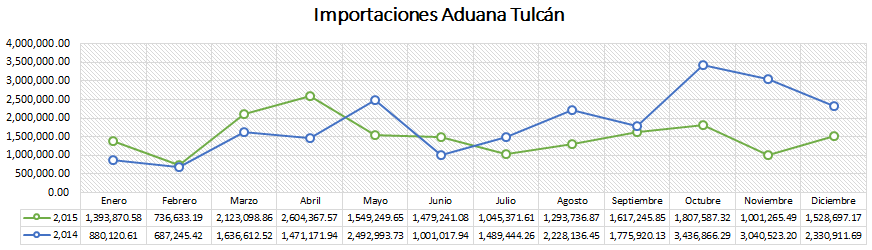 Importaciones Aduana Tulcán
4,000,000.00
3,500,000.00
3,000,000.00
2,500,000.00
2,000,000.00
1,500,000.00
1,000,000.00
500,000.00
0.00
Enero Febrero Marzo Abril Mayo Junio Julio Agosto Septiembre Octubre Noviembre Diciembre
2,015 1,393,870.58 736,633.19 2,123,098.86 2,604,367.57 1,549,249.65 1,479,241.08 1,045,371.61 1,293,736.87 1,617,245.85 1,807,587.32 1,001,265.49 1,528,697.17
2,014 880,120.61 687,245.42 1,636,612.52 1,471,171.94 2,492,993.73 1,001,017.94 1,489,444.26 2,228,136.45 1,775,920.13 3,436,866.29 3,040,523.20 2,330,911.69